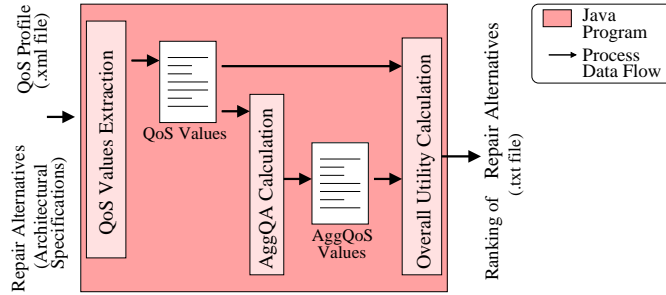 QoS Profile
(.xml file)
Repair Alternatives
(Architectural
Specifications)
QoS Values Extraction
QoS Values
AggQA Calculation
AggQoS
Values
Overall Utility Calculation
Ranking of Repair Alternatives
(.txt file)
Java
Program
Process
Data Flow